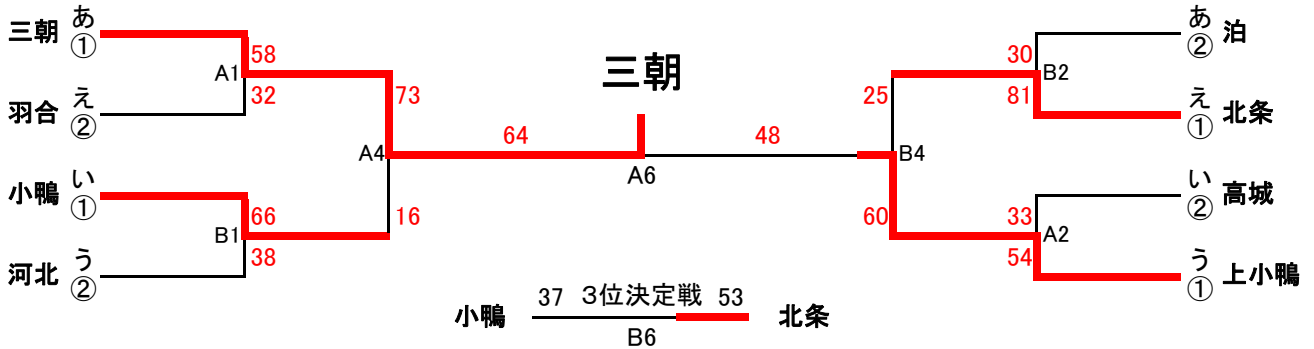 三朝 あ ①
58
A1
32
羽合 え ②
73
A4
16
小鴨 い ①
66
B1
38
河北 う ②
三朝
64
A6
48
あ ② 泊
30
B2
81
え ① 北条
25
B4
60
い ② 高城
33
A2
54
う ① 上小鴨
小鴨 37 3位決定戦 53 北条
B6